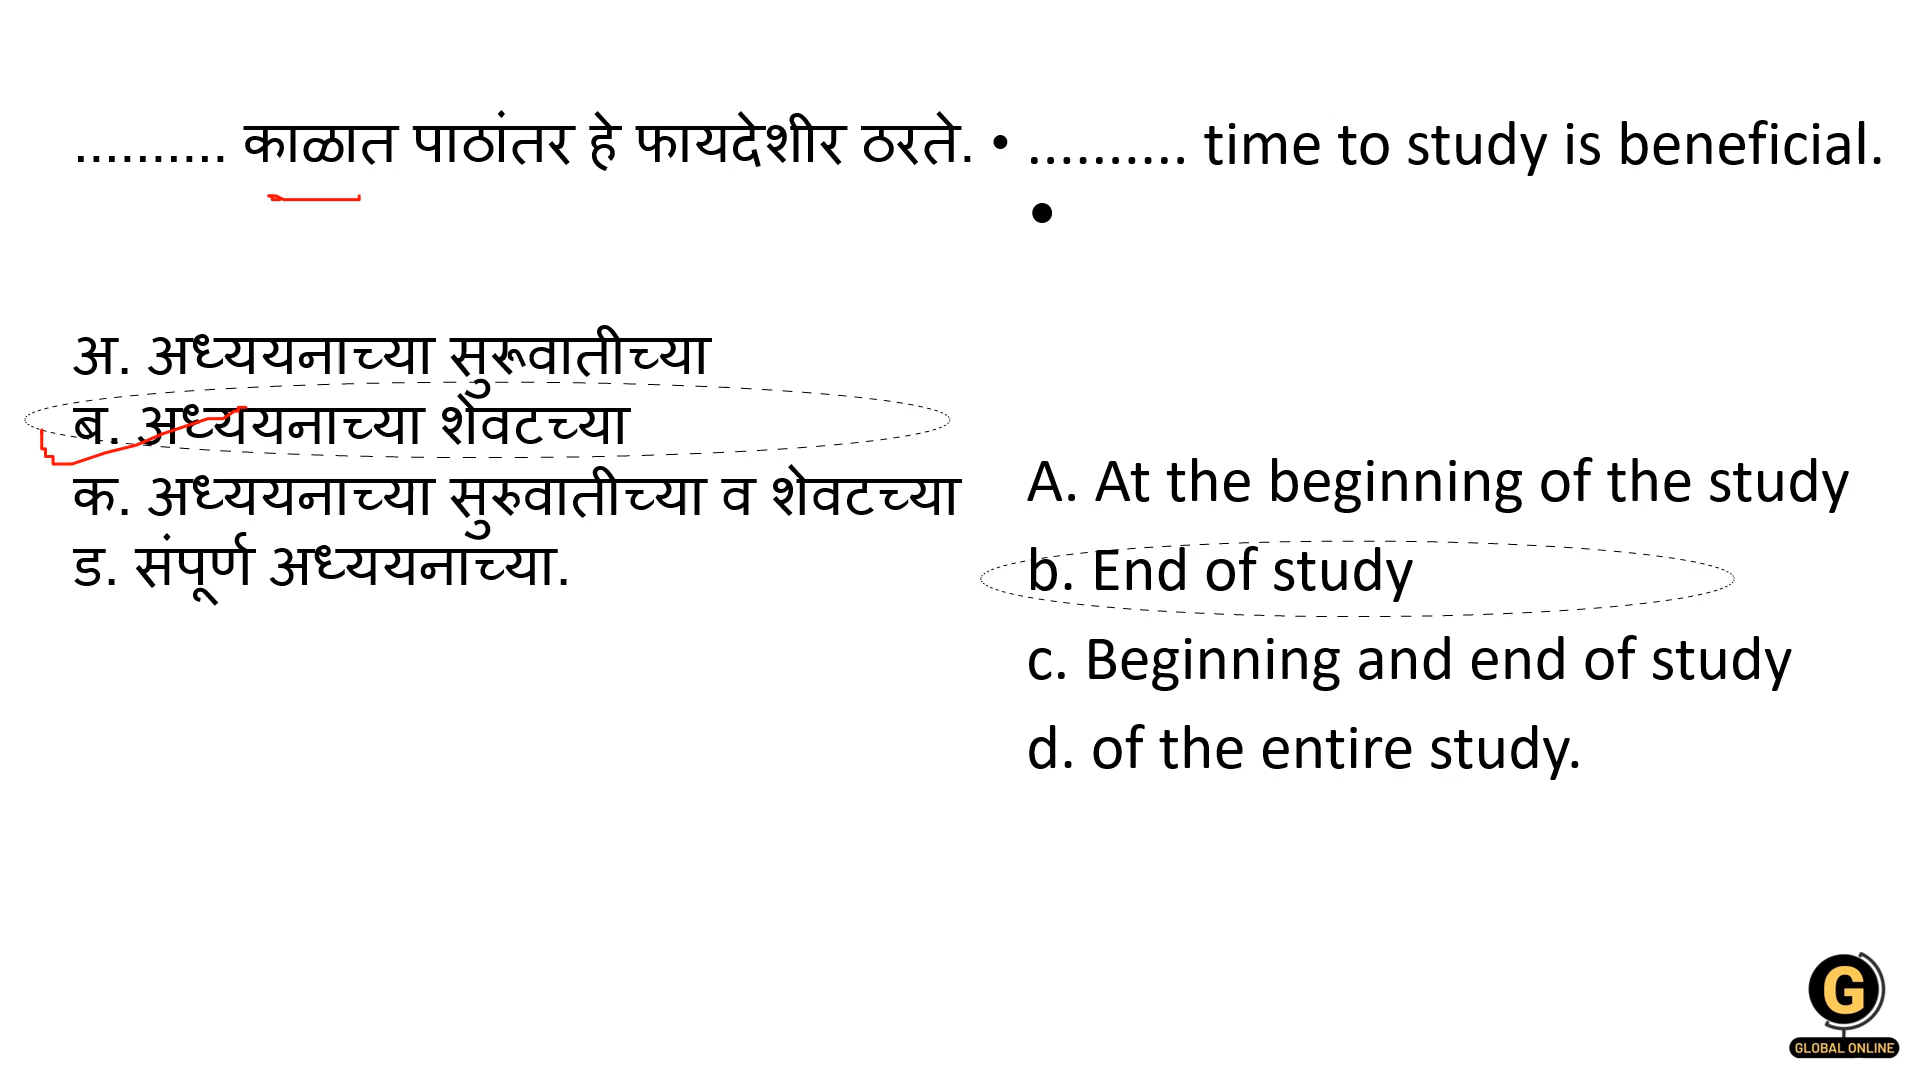 .......... काळात पाठांतर हे फायदेशीर ठरते.
अ. अध्ययनाच्या सुरूवातीच्या
ब. अध्ययनाच्या शेवटच्या
क. अध्ययनाच्या सुरुवातीच्या व शेवटच्या
ड. संपूर्ण अध्ययनाच्या.
• .......... time to study is beneficial.
•
A. At the beginning of the study
b. End of study
c. Beginning and end of study
d. of the entire study.
G
GLOBAL ONLINE